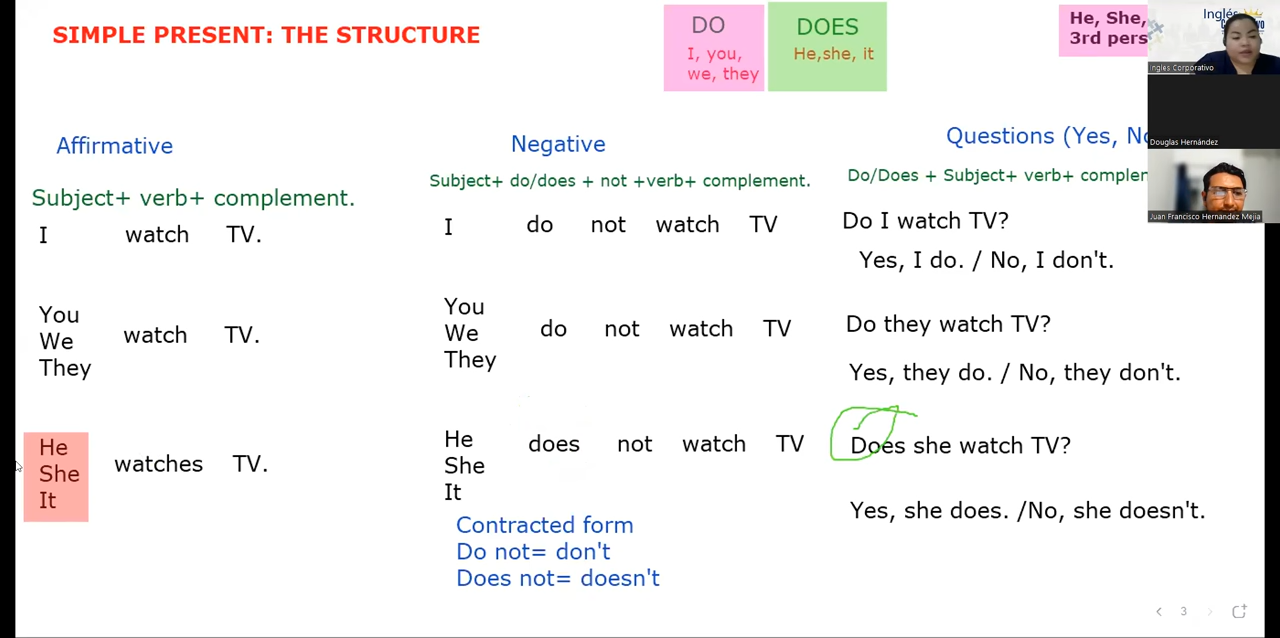 SIMPLE PRESENT: THE STRUCTURE
DO
I, you,
we, they
DOES
He,she, it
He, She,
3rd pers
Inglés
Ingles Corporativo
Douglas Hernández
Juan Francisco Hernandez Mejia
Affirmative
Subject+ verb+ complement.
I watch TV.
You
We watch TV.
They
He
She watches TV.
It
Negative
Subject+ do/does + not +verb+ complement.
I do not watch TV
You
We do not watch TV
They
He does not watch TV
She
It
Contracted form
Do not= don't
Does not= doesn't
Questions (Yes, No
Do/Does + Subject+ verb+ complem
Do I watch TV?
Yes, I do. / No, I don't.
Do they watch TV?
Yes, they do. / No, they don't.
Does she watch TV?
Yes, she does. /No, she doesn't.
3